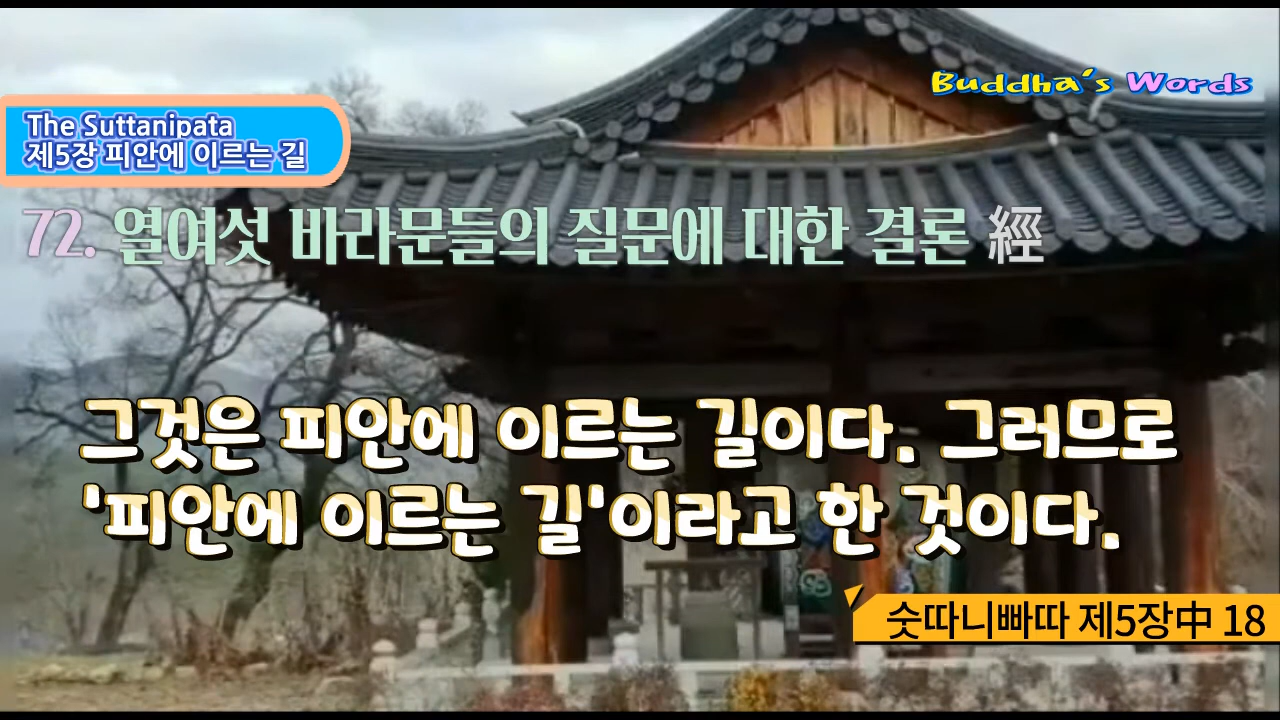 Buddha's Words
The Suttanipata
제5장 피안에 이르는 길
72. 열여섯 바라문들의 질문에 대한 결론 經
그것은 피안에 이르는 길이다. 그러므로
'피안에 이르는 길'이라고 한 것이다.
숫따니빠따 제5장中 18